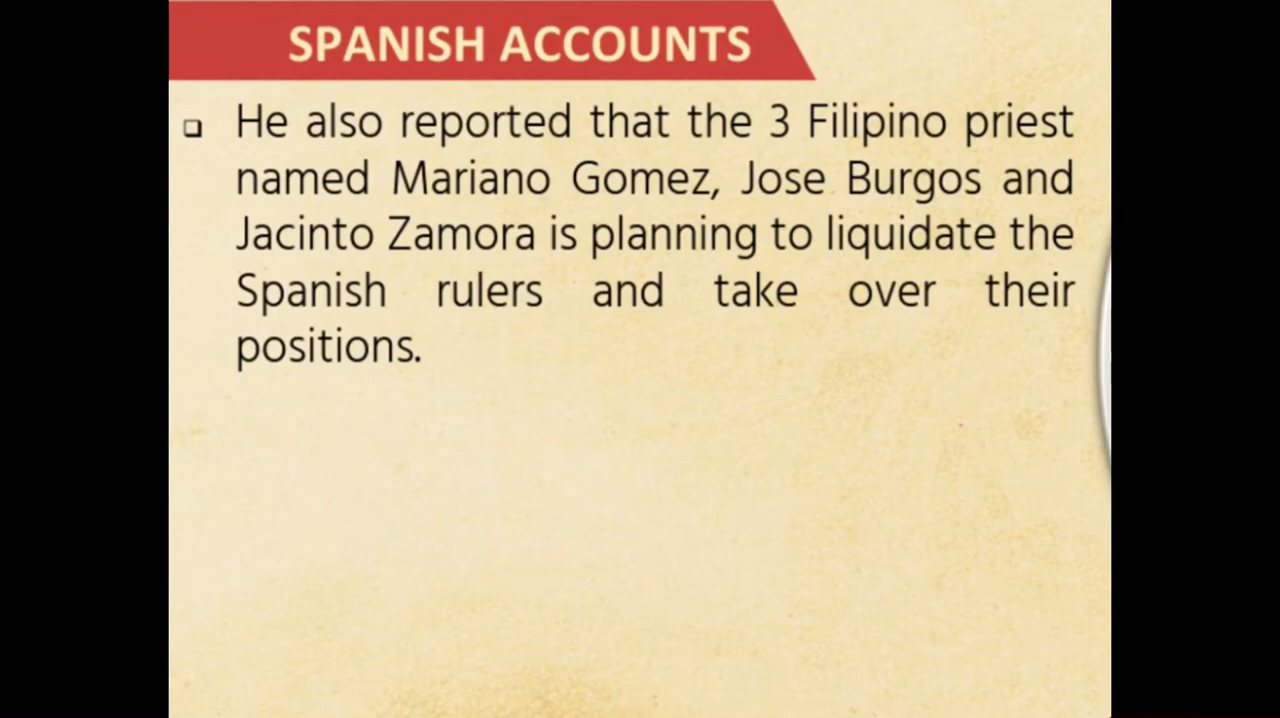 SPANISH ACCOUNTS
❑ He also reported that the 3 Filipino priest
named Mariano Gomez, Jose Burgos and
Jacinto Zamora is planning to liquidate the
Spanish rulers and take over their
positions.